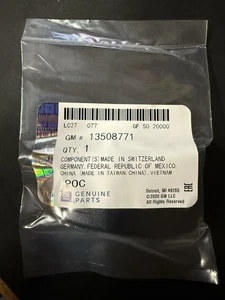 LC27 077 GF 50 20000
GM # 13508771
QTY. 1
COMPONENT(S) MADE IN SWITZERLAND
GERMANY, FEDERAL REPUBLIC OF MEXICO,
CHINA (MADE IN TAIWAN, CHINA), VIETNAM
POC
GENUINE
PARTS
Detroit, MI 48265
©2020 GM LLC
All Rights Reserved